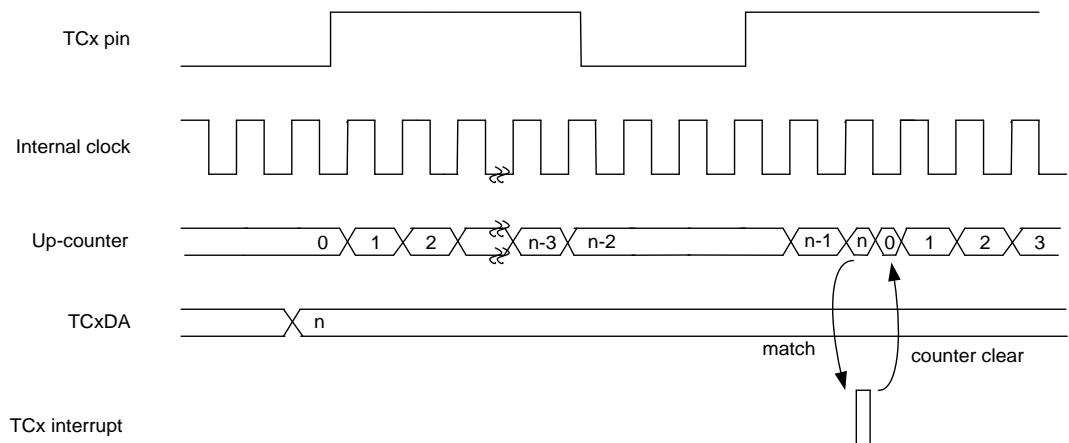 TCx pin
Internal clock
Up-counter 0 1 2 n-3 n-2 n-1 n 0 1 2 3
TCxDA n
match counter clear
TCx interrupt